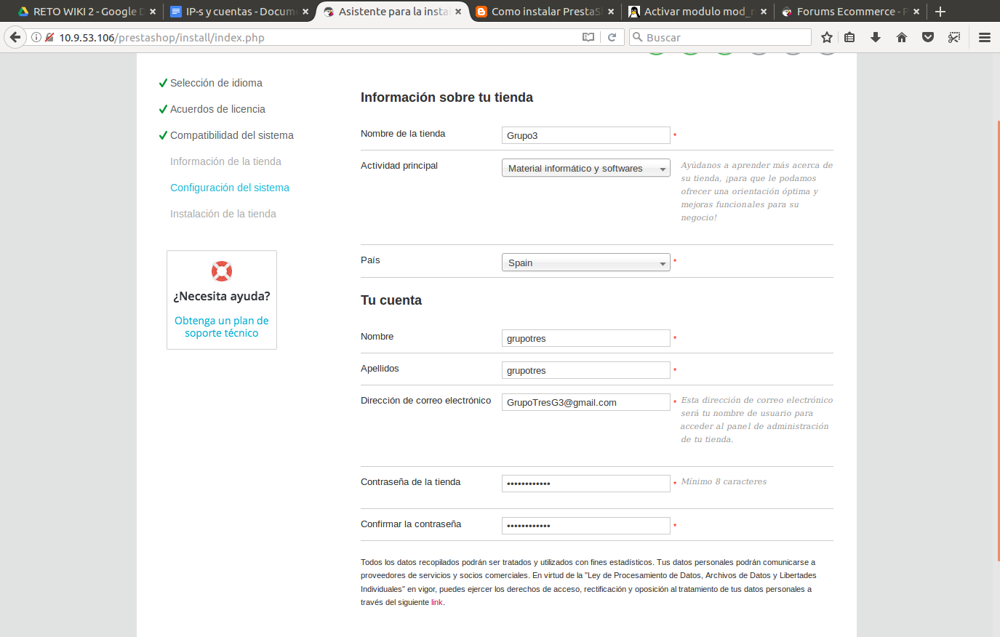 RETO WIKI 2 - Google D
IP-s y cuentas - Docume
Asistente para la insta
Como instalar PrestaS
Activar modulo mod_r
Forums Ecommerce - P
10.9.53.106/prestashop/install/index.php
Buscar
Selección de idioma
Acuerdos de licencia
Compatibilidad del sistema
Información de la tienda
Configuración del sistema
Instalación de la tienda
¿Necesita ayuda?
Obtenga un plan de
soporte técnico
Información sobre tu tienda
Nombre de la tienda
Grupo3 *
Actividad principal
Material informático y softwares
Ayúdanos a aprender más acerca de
su tienda, ¡para que le podamos
ofrecer una orientación óptima y
mejoras funcionales para su
negocio!
País
Spain *
Tu cuenta
Nombre
grupotres *
Apellidos
grupotres *
Dirección de correo electrónico
GrupoTresG3@gmail.com *
Esta dirección de correo electrónico
será tu nombre de usuario para
acceder al panel de administración
de tu tienda.
Contraseña de la tienda
•••••••••••• *
Mínimo 8 caracteres
Confirmar la contraseña
•••••••••••• *
Todos los datos recopilados podrán ser tratados y utilizados con fines estadísticos. Tus datos personales podrán comunicarse a
proveedores de servicios y socios comerciales. En virtud de la "Ley de Procesamiento de Datos, Archivos de Datos y Libertades
Individuales" en vigor, puedes ejercer los derechos de acceso, rectificación y oposición al tratamiento de tus datos personales a
través del siguiente link.